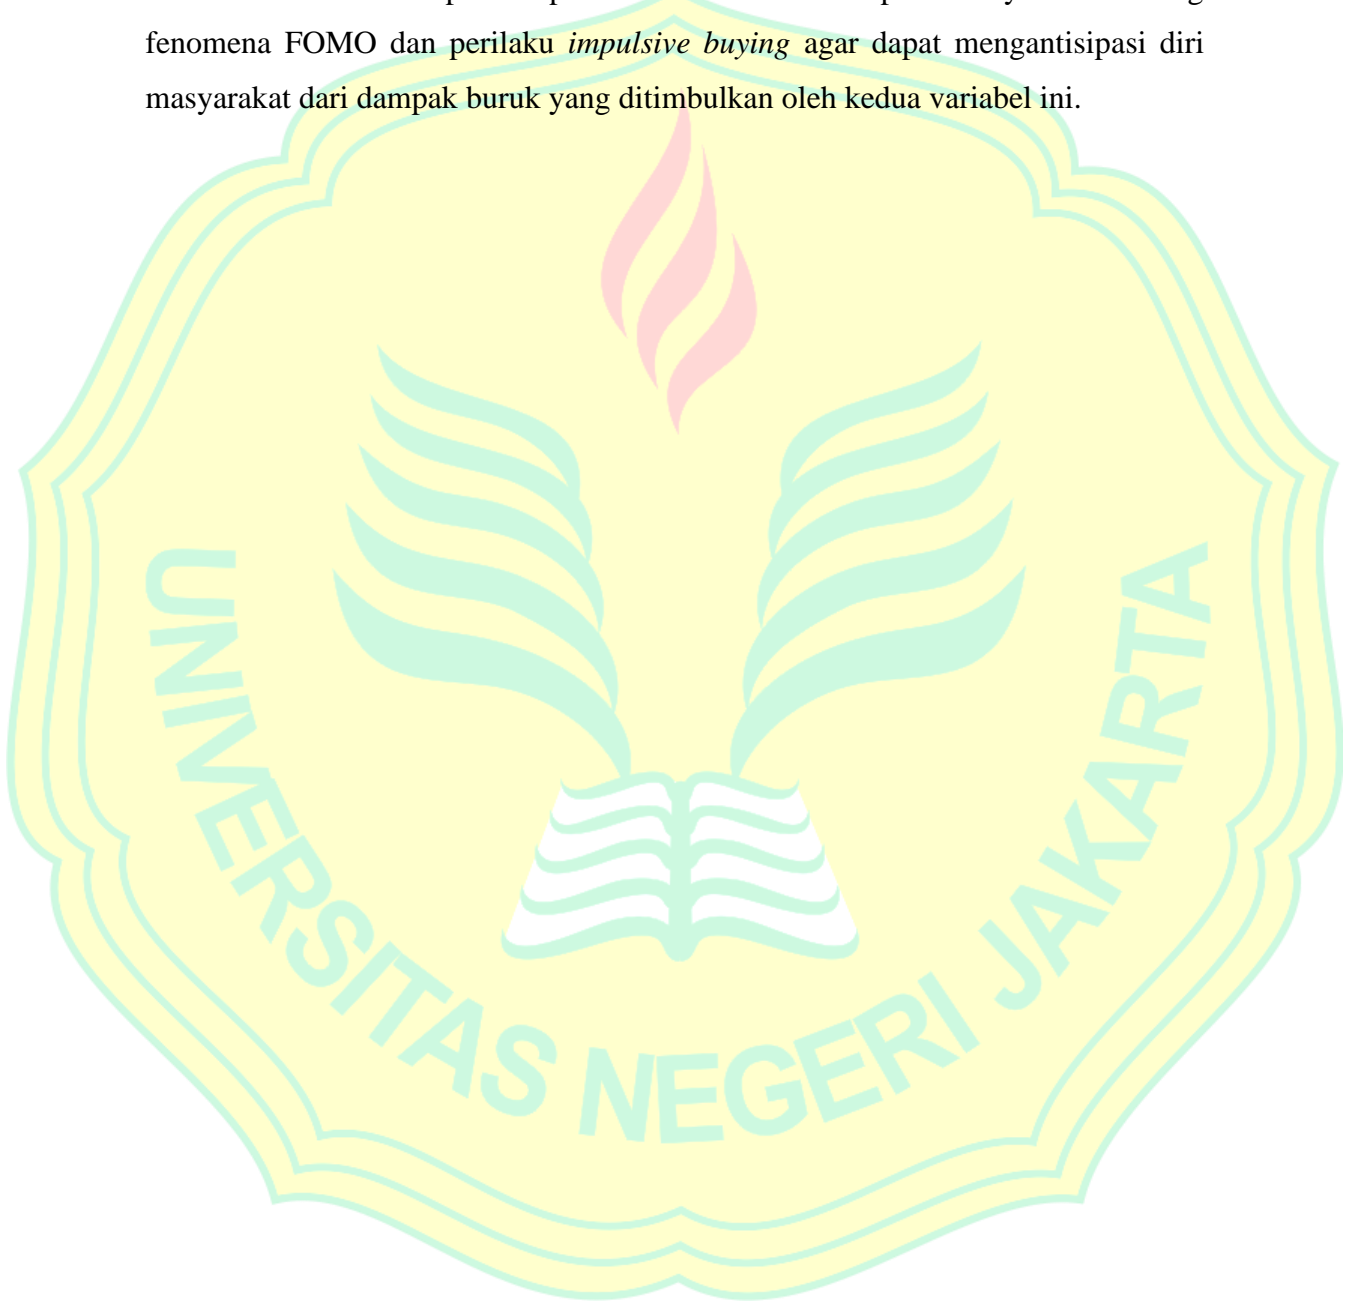 fenomena FOMO dan perilaku impulsive buying agar dapat mengantisipasi diri
masyarakat dari dampak buruk yang ditimbulkan oleh kedua variabel ini.
UNIVERSITAS NEGERI JAKARTA